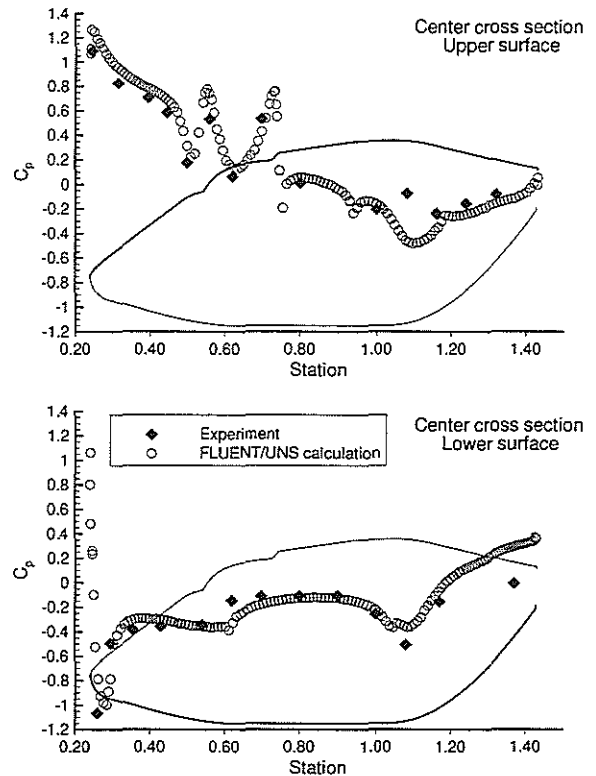 Center cross section
Upper surface
1.4
1.2
1
0.8
0.6
0.4
0.2
0
-0.2
-0.4
-0.6
-0.8
-1
-1.2
Cp
0.20 0.40 0.60 0.80 1.00 1.20 1.40
Station
Center cross section
Lower surface
Experiment
FLUENT/UNS calculation
1.4
1.2
1
0.8
0.6
0.4
0.2
0
-0.2
-0.4
-0.6
-0.8
-1
-1.2
Cp
0.20 0.40 0.60 0.80 1.00 1.20 1.40
Station